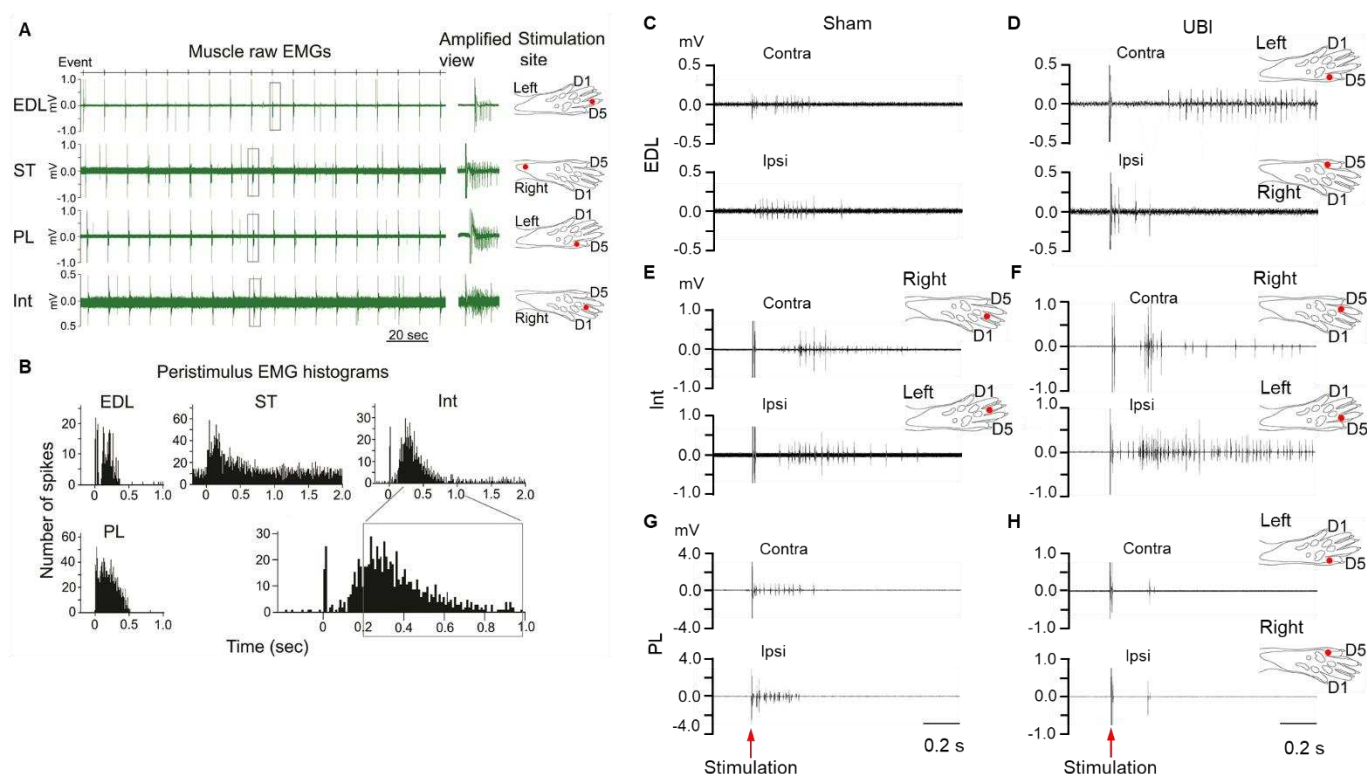 A
Muscle raw EMGs
Amplified view
Stimulation site
Event
EDL
1.0
0.0
-1.0
mV
Left
D1
D5
ST
1.0
0.0
-1.0
mV
D5
Right
D1
PL
1.0
0.0
-1.0
mV
Left
D1
D5
Int
0.5
0.0
0.5
mV
D5
Right
D1
20 sec
B
Peristimulus EMG histograms
EDL
20
10
0
0 0.5 1.0
ST
60
40
20
0
0 0.5 1.0 2.0
Int
30
20
10
0
0 0.5 1.0 2.0
Number of spikes
PL
60
40
20
0
0 0.5 1.0
30
20
10
0
0 0.2 0.4 0.6 0.8 1.0
Time (sec)
C
Sham
mV
Contra
0.5
0.0
-0.5
EDL
Ipsi
0.5
0.0
-0.5
D
UBI
Contra
Left
D1
D5
0.5
0.0
-0.5
Ipsi
D5
D1
Right
0.5
0.0
-0.5
E
mV
Contra
Right
D5
D1
1.0
0.0
-1.0
Int
Ipsi
Left
D1
D5
1.0
0.0
-1.0
F
Contra
Right
D5
D1
1.0
0.0
-1.0
Ipsi
Left
D1
D5
1.0
0.0
-1.0
G
mV
Contra
4.0
0.0
-4.0
PL
Ipsi
4.0
0.0
-4.0
0.2 s
Stimulation
H
Contra
Left
D1
D5
1.0
0.0
-1.0
Ipsi
Right
D5
D1
1.0
0.0
-1.0
0.2 s
Stimulation